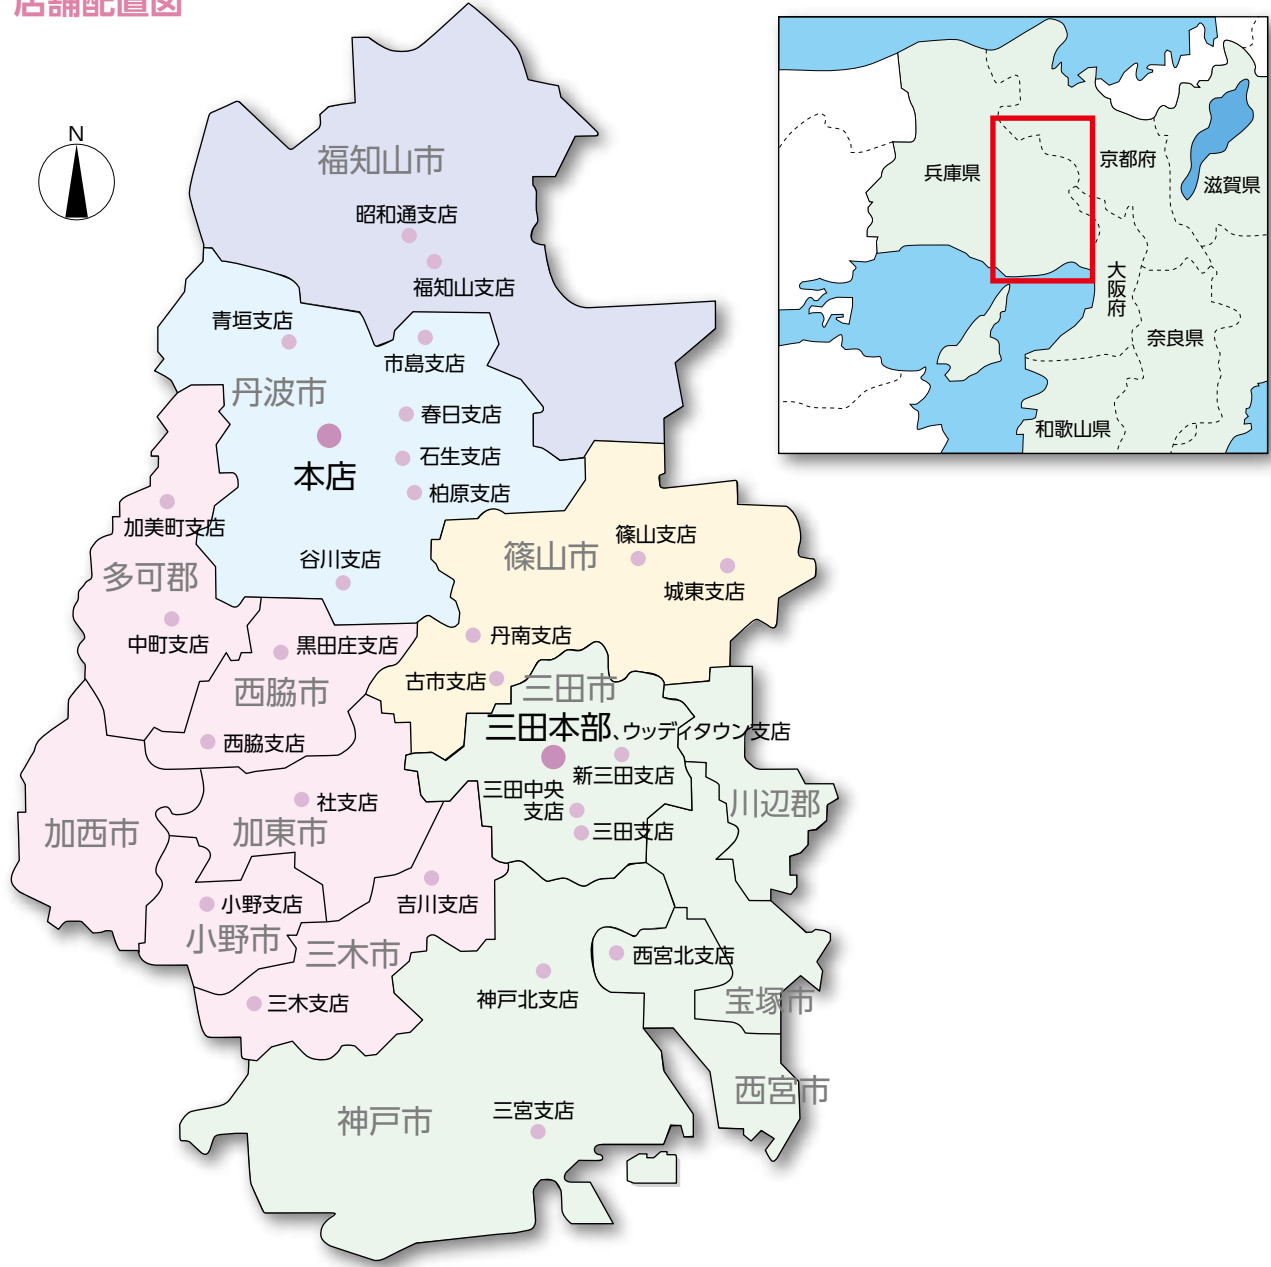 店舗配置図
N
福知山市
昭和通支店
福知山支店
青垣支店
市島支店
丹波市
春日支店
本店
石生支店
柏原支店
加美町支店
谷川支店
多可郡
中町支店
篠山市
篠山支店
城東支店
丹南支店
古市支店
黒田庄支店
西脇市
西脇支店
三田市
三田本部、ウッディタウン支店
新三田支店
三田中央
支店
三田支店
川辺郡
社支店
加東市
加西市
小野支店
小野市
吉川支店
三木市
三木支店
西宮北支店
神戸北支店
宝塚市
西宮市
神戸市
三宮支店
兵庫県
京都府
滋賀県
大阪府
奈良県
和歌山県